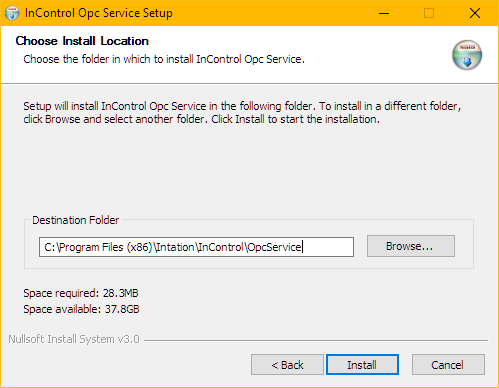 InControl Opc Service Setup
Choose Install Location
Choose the folder in which to install InControl Opc Service.
Setup will install InControl Opc Service in the following folder. To install in a different folder,
click Browse and select another folder. Click Install to start the installation.
Destination Folder
C:\Program Files (x86)\Intation\InControl\OpcService
Browse...
Space required: 28.3MB
Space available: 37.8GB
Nullsoft Install System v3.0
< Back
Install
Cancel